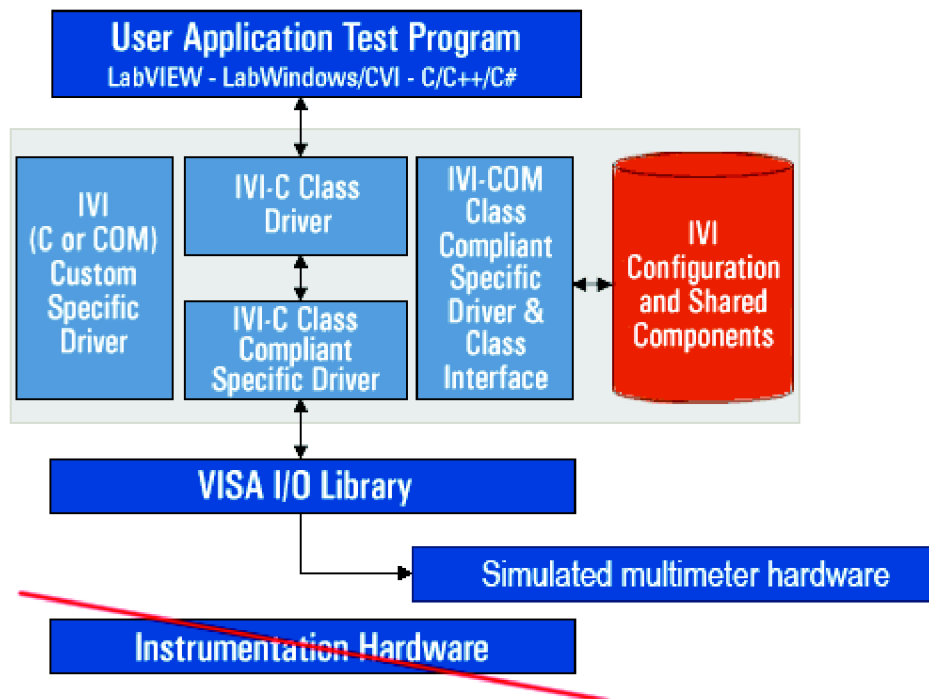 User Application Test Program
LabVIEW - LabWindows/CVI - C/C++/C#
IVI
(C or COM)
Custom
Specific
Driver
IVI-C Class
Driver
IVI-C Class
Compliant
Specific Driver
IVI-COM
Class
Compliant
Specific
Driver &
Class
Interface
IVI
Configuration
and Shared
Components
VISA I/O Library
Simulated multimeter hardware
Instrumentation Hardware